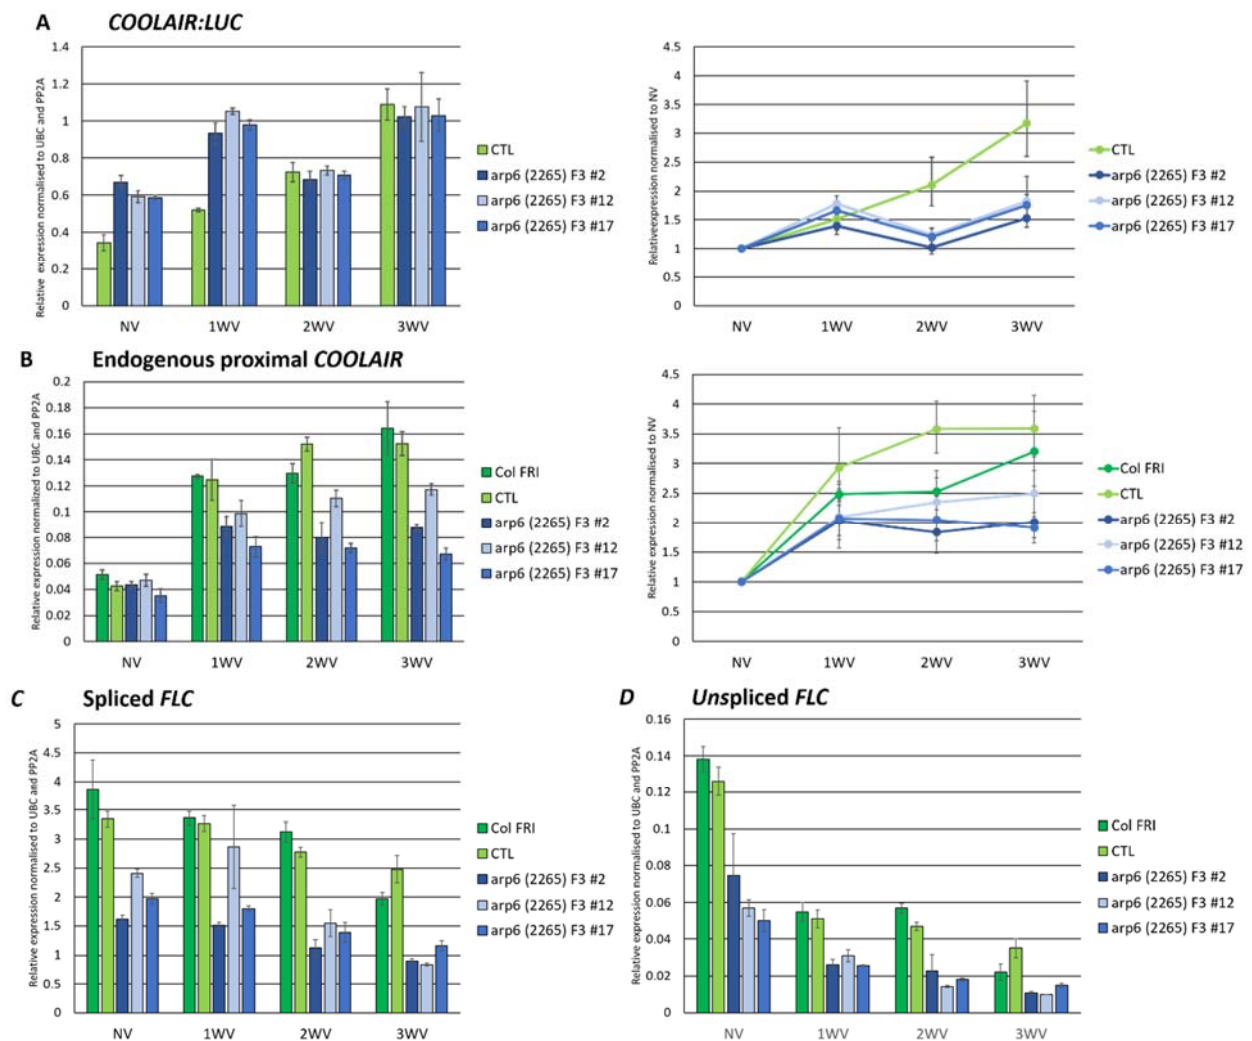 A COOLAIR:LUC
Relative expression normalised to UBC and PP2A
1.4
1.2
1
0.8
0.6
0.4
0.2
0
NV 1WV 2WV 3WV
CTL
arp6 (2265) F3 #2
arp6 (2265) F3 #12
arp6 (2265) F3 #17
Relativeexpression normalised to NV
4.5
4
3.5
3
2.5
2
1.5
1
0.5
0
NV 1WV 2WV 3WV
CTL
arp6 (2265) F3 #2
arp6 (2265) F3 #12
arp6 (2265) F3 #17
B Endogenous proximal COOLAIR
Relative expression normalized to UBC and PP2A
0.2
0.18
0.16
0.14
0.12
0.1
0.08
0.06
0.04
0.02
0
NV 1WV 2WV 3WV
Col FRI
CTL
arp6 (2265) F3 #2
arp6 (2265) F3 #12
arp6 (2265) F3 #17
Relative expression normalised to NV
4.5
4
3.5
3
2.5
2
1.5
1
0.5
0
NV 1WV 2WV 3WV
Col FRI
CTL
arp6 (2265) F3 #2
arp6 (2265) F3 #12
arp6 (2265) F3 #17
C Spliced FLC
Relative expression normalised to UBC and PP2A
5
4.5
4
3.5
3
2.5
2
1.5
1
0.5
0
NV 1WV 2WV 3WV
Col FRI
CTL
arp6 (2265) F3 #2
arp6 (2265) F3 #12
arp6 (2265) F3 #17
D Unspliced FLC
Relative expression normalised to UBC and PP2A
0.16
0.14
0.12
0.1
0.08
0.06
0.04
0.02
0
NV 1WV 2WV 3WV
Col FRI
CTL
arp6 (2265) F3 #2
arp6 (2265) F3 #12
arp6 (2265) F3 #17